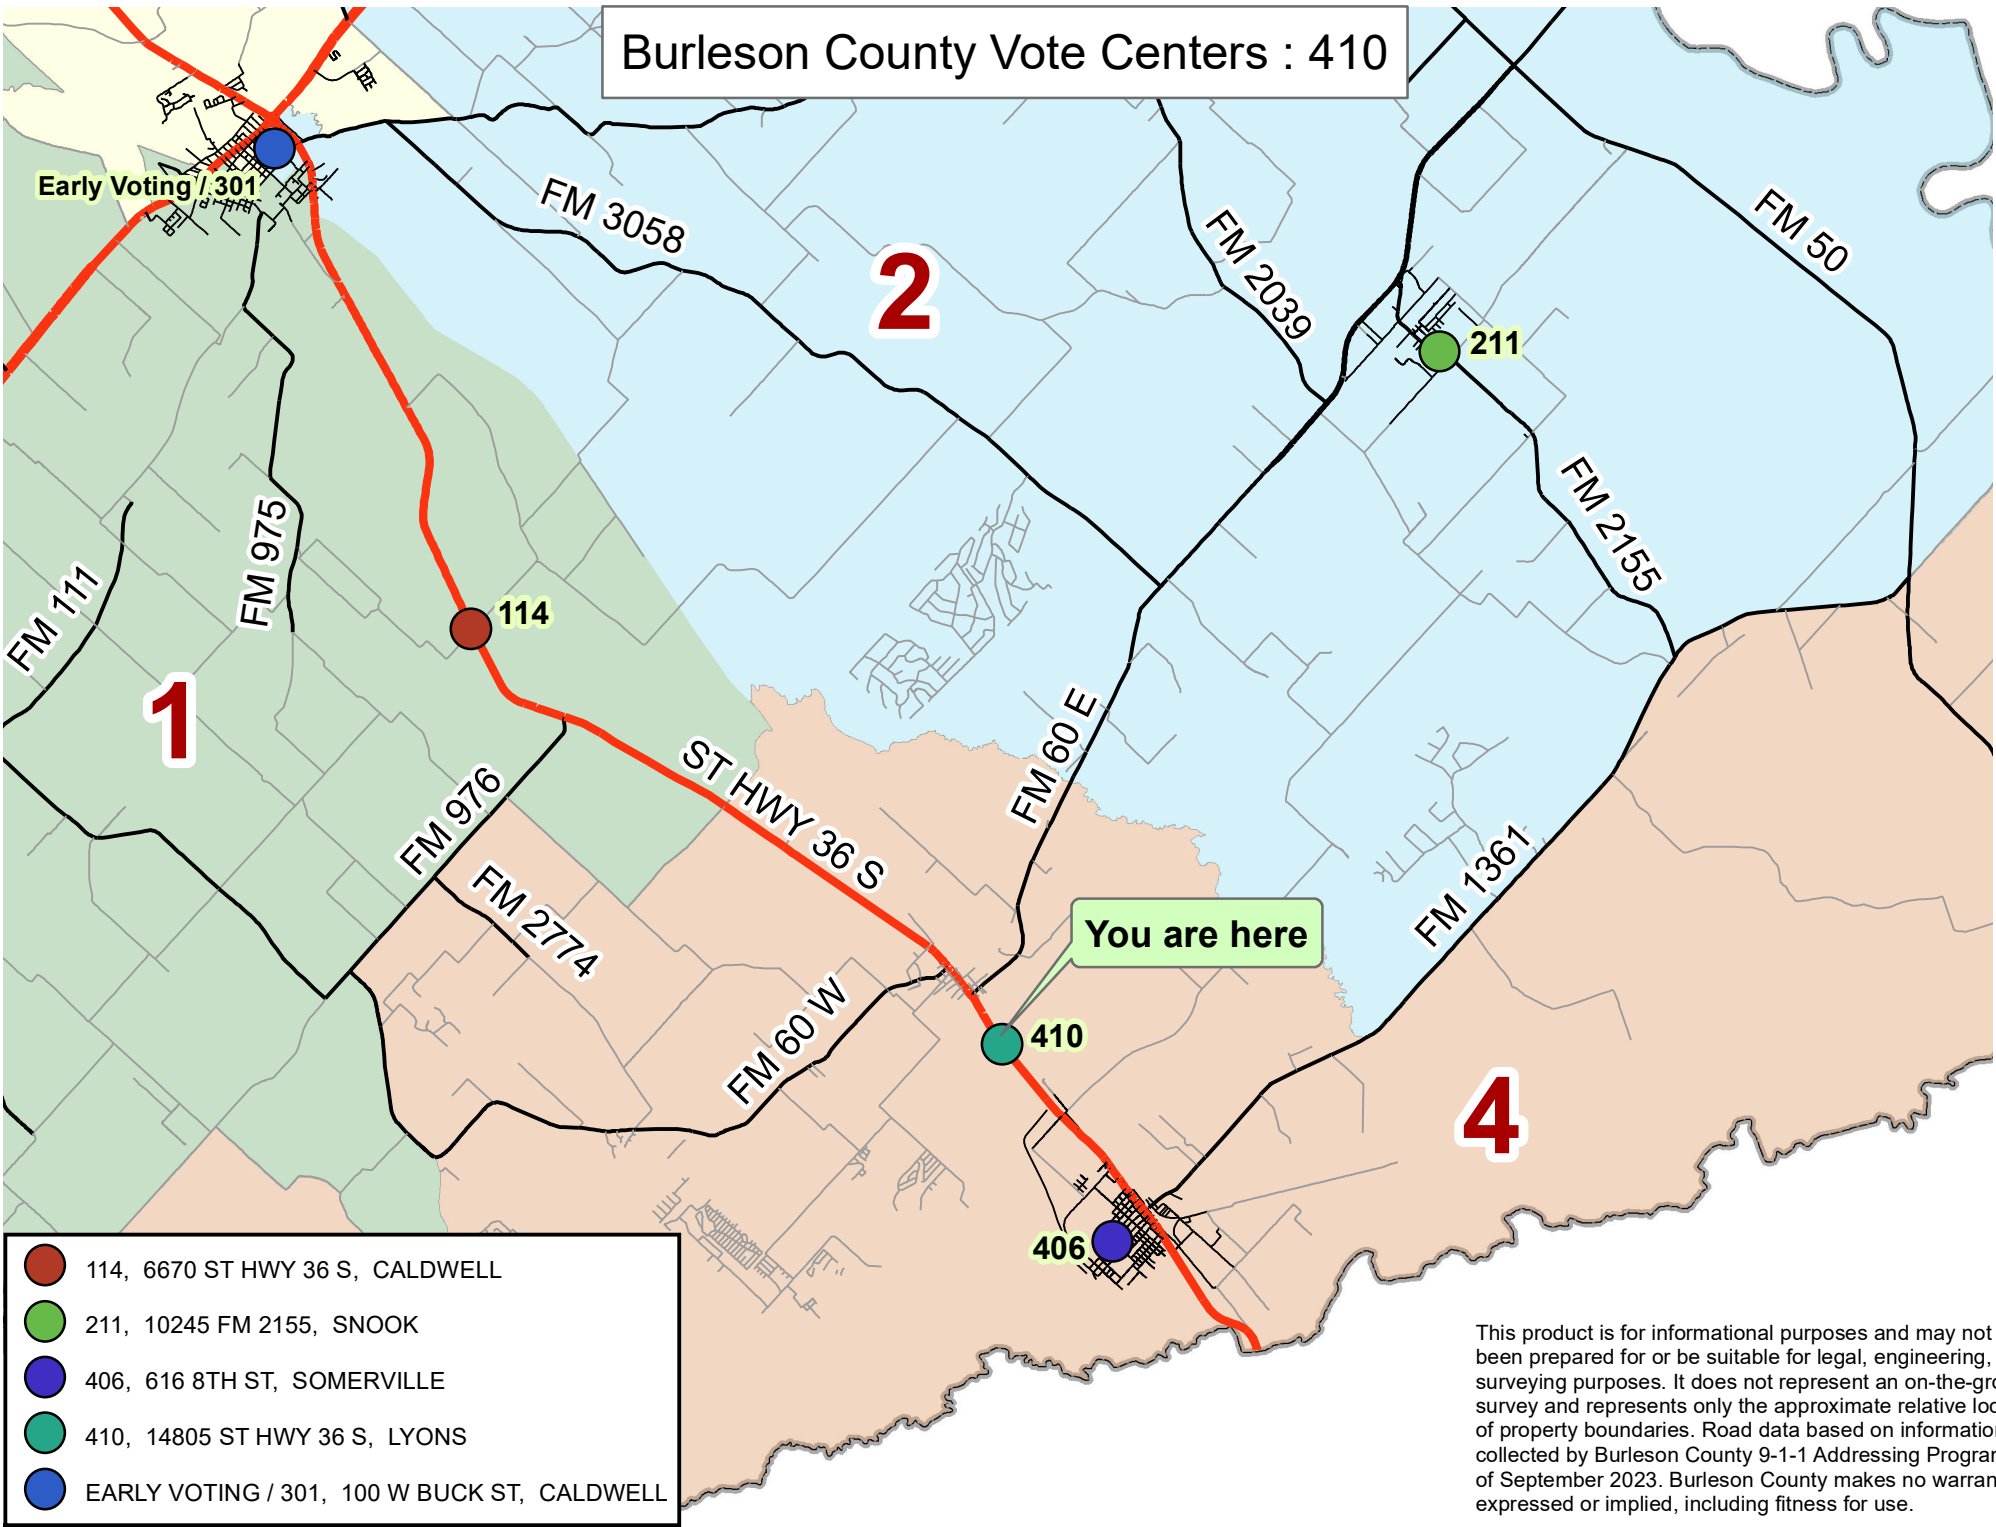 Burleson County Vote Centers : 410
Early Voting / 301
FM 3058
2
FM 2039
FM 50
211
FM 2155
FM 975
FM 111
114
1
FM 976
ST HWY 36 S
FM 60 E
FM 2774
FM 1361
You are here
FM 60 W
410
4
406
114, 6670 ST HWY 36 S, CALDWELL
211, 10245 FM 2155, SNOOK
406, 616 8TH ST, SOMERVILLE
410, 14805 ST HWY 36 S, LYONS
EARLY VOTING / 301, 100 W BUCK ST, CALDWELL
This product is for informational purposes and may not
been prepared for or be suitable for legal, engineering,
surveying purposes. It does not represent an on-the-gro
survey and represents only the approximate relative loc
of property boundaries. Road data based on information
collected by Burleson County 9-1-1 Addressing Program
of September 2023. Burleson County makes no warran
expressed or implied, including fitness for use.